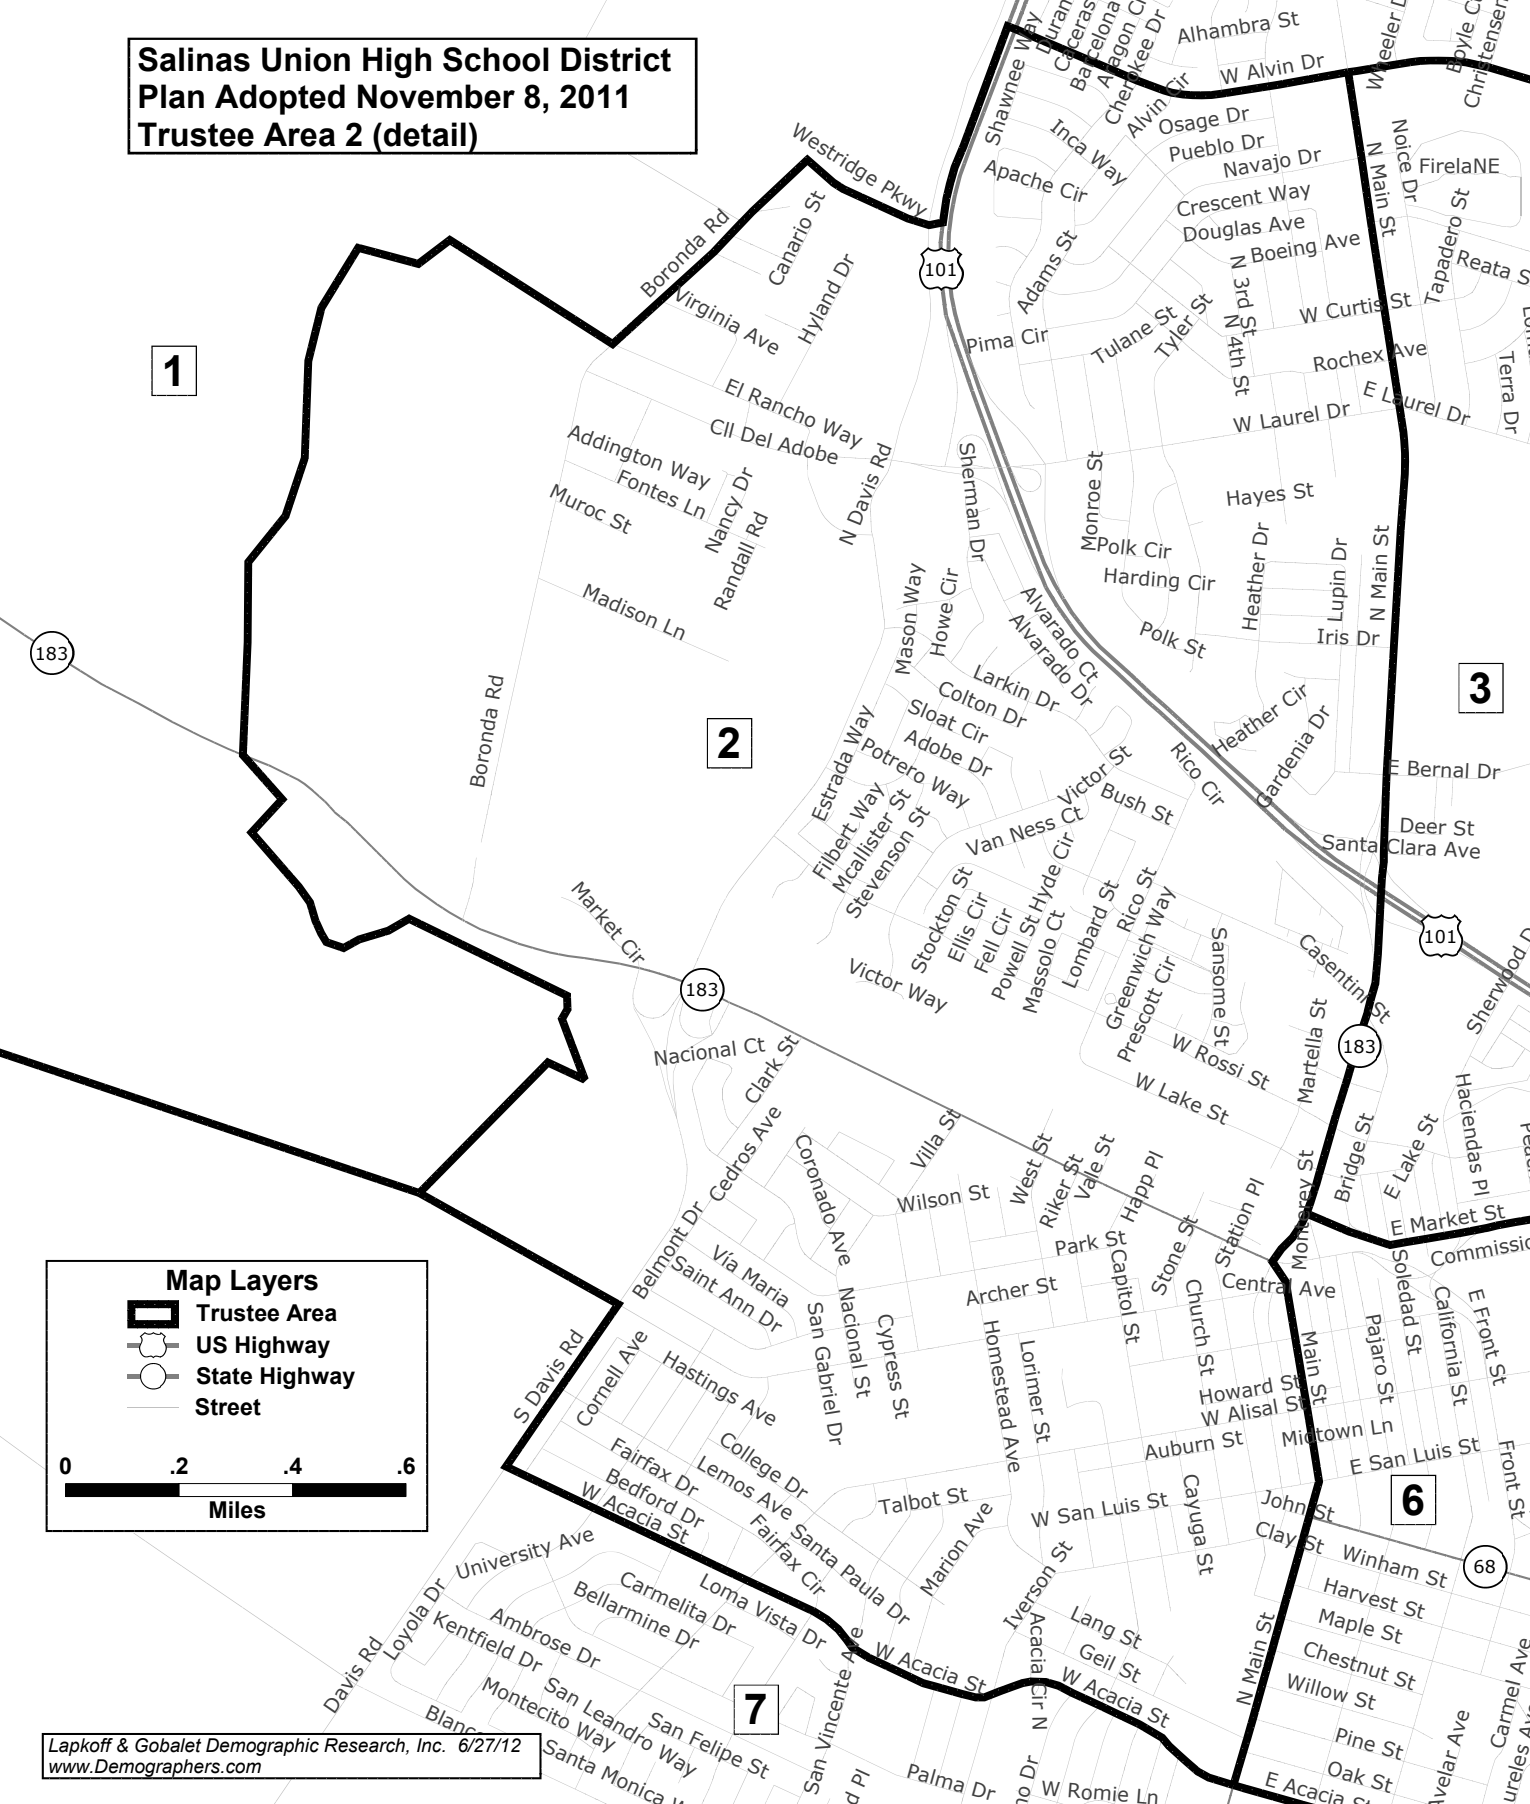 Salinas Union High School District
Plan Adopted November 8, 2011
Trustee Area 2 (detail)
Alhambra St
W Alvin Dr
Shawnee Way
Aragon Cir
Cherokee Dr
Alvin Cir
Osage Dr
Pueblo Dr
Navajo Dr
Inca Way
Apache Cir
Crescent Way
Douglas Ave
Boeing Ave
N Main St
Noice Dr
FirelaNE
Tapadero St
Westridge Pkwy
Boronda Rd
Canario St
Hyland Dr
Virginia Ave
101
Adams St
N 3rd St
N 4th St
W Curtis St
Pima Cir
Tulane St
Tyler St
Rochex Ave
Terra Dr
1
El Rancho Way
Cll Del Adobe
W Laurel Dr
E Laurel Dr
Addington Way
Fontes Ln
Muroc St
Nancy Dr
Randall Rd
N Davis Rd
Sherman Dr
Monroe St
Hayes St
Polk Cir
Harding Cir
Heather Dr
Lupin Dr
N Main St
Madison Ln
Mason Way
Howe Cir
Alvarado Ct
Alvarado Dr
Polk St
Iris Dr
183
Boronda Rd
2
3
Larkin Dr
Colton Dr
Sloat Cir
Adobe Dr
Potrero Way
Estrada Way
Heather Cir
Gardenia Dr
Rico Cir
Victor St
Bush St
E Bernal Dr
Filbert Way
Mcallister St
Stevenson St
Van Ness Ct
Deer St
Santa Clara Ave
Market Cir
Stockton St
Ellis Cir
Fell Cir
Powell St
Hyde Cir
Massolo Ct
Lombard St
Rico St
Greenwich Way
Prescott Cir
Sansome St
Casentini St
101
183
Victor Way
183
Nacional Ct
Clark St
W Rossi St
W Lake St
Martella St
Haciendas Pl
Cedros Ave
Coronado Ave
Villa St
Wilson St
West St
Riker St
Vale St
Happ Pl
Bridge St
E Lake St
E Market St
Monterey St
Station Pl
Stone St
Park St
Capitol St
Central Ave
Belmont Dr
Vía Maria
Saint Ann Dr
Archer St
Church St
Soledad St
California St
E Front St
Pajaro St
Map Layers
Trustee Area
US Highway
State Highway
Street
0 .2 .4 .6
Miles
San Gabriel Dr
Nacional St
Cypress St
Homestead Ave
Lorimer St
Howard St
W Alisal St
Main St
Midtown Ln
S Davis Rd
Cornell Ave
Hastings Ave
College Dr
Lemos Ave
Fairfax Dr
Bedford Dr
W Acacia St
Auburn St
E San Luis St
Front St
6
Talbot St
W San Luis St
Cayuga St
John St
Clay St
68
Winham St
Harvest St
Maple St
Chestnut St
Willow St
Pine St
Oak St
E Acacia St
University Ave
Fairfax Cir
Santa Paula Dr
Marion Ave
Iverson St
Lang St
Geil St
W Acacia St
W Acacia St
Acacia Cir N
N Main St
Loyola Dr
Davis Rd
Kentfield Dr
Ambrose Dr
Bellarmine Dr
Carmelita Dr
Loma Vista Dr
7
San Vincente Ave
Montecito Way
San Leandro Way
San Felipe St
Palma Dr
W Romie Ln
Carmel Ave
Lapkoff & Gobalet Demographic Research, Inc. 6/27/12
www.Demographers.com